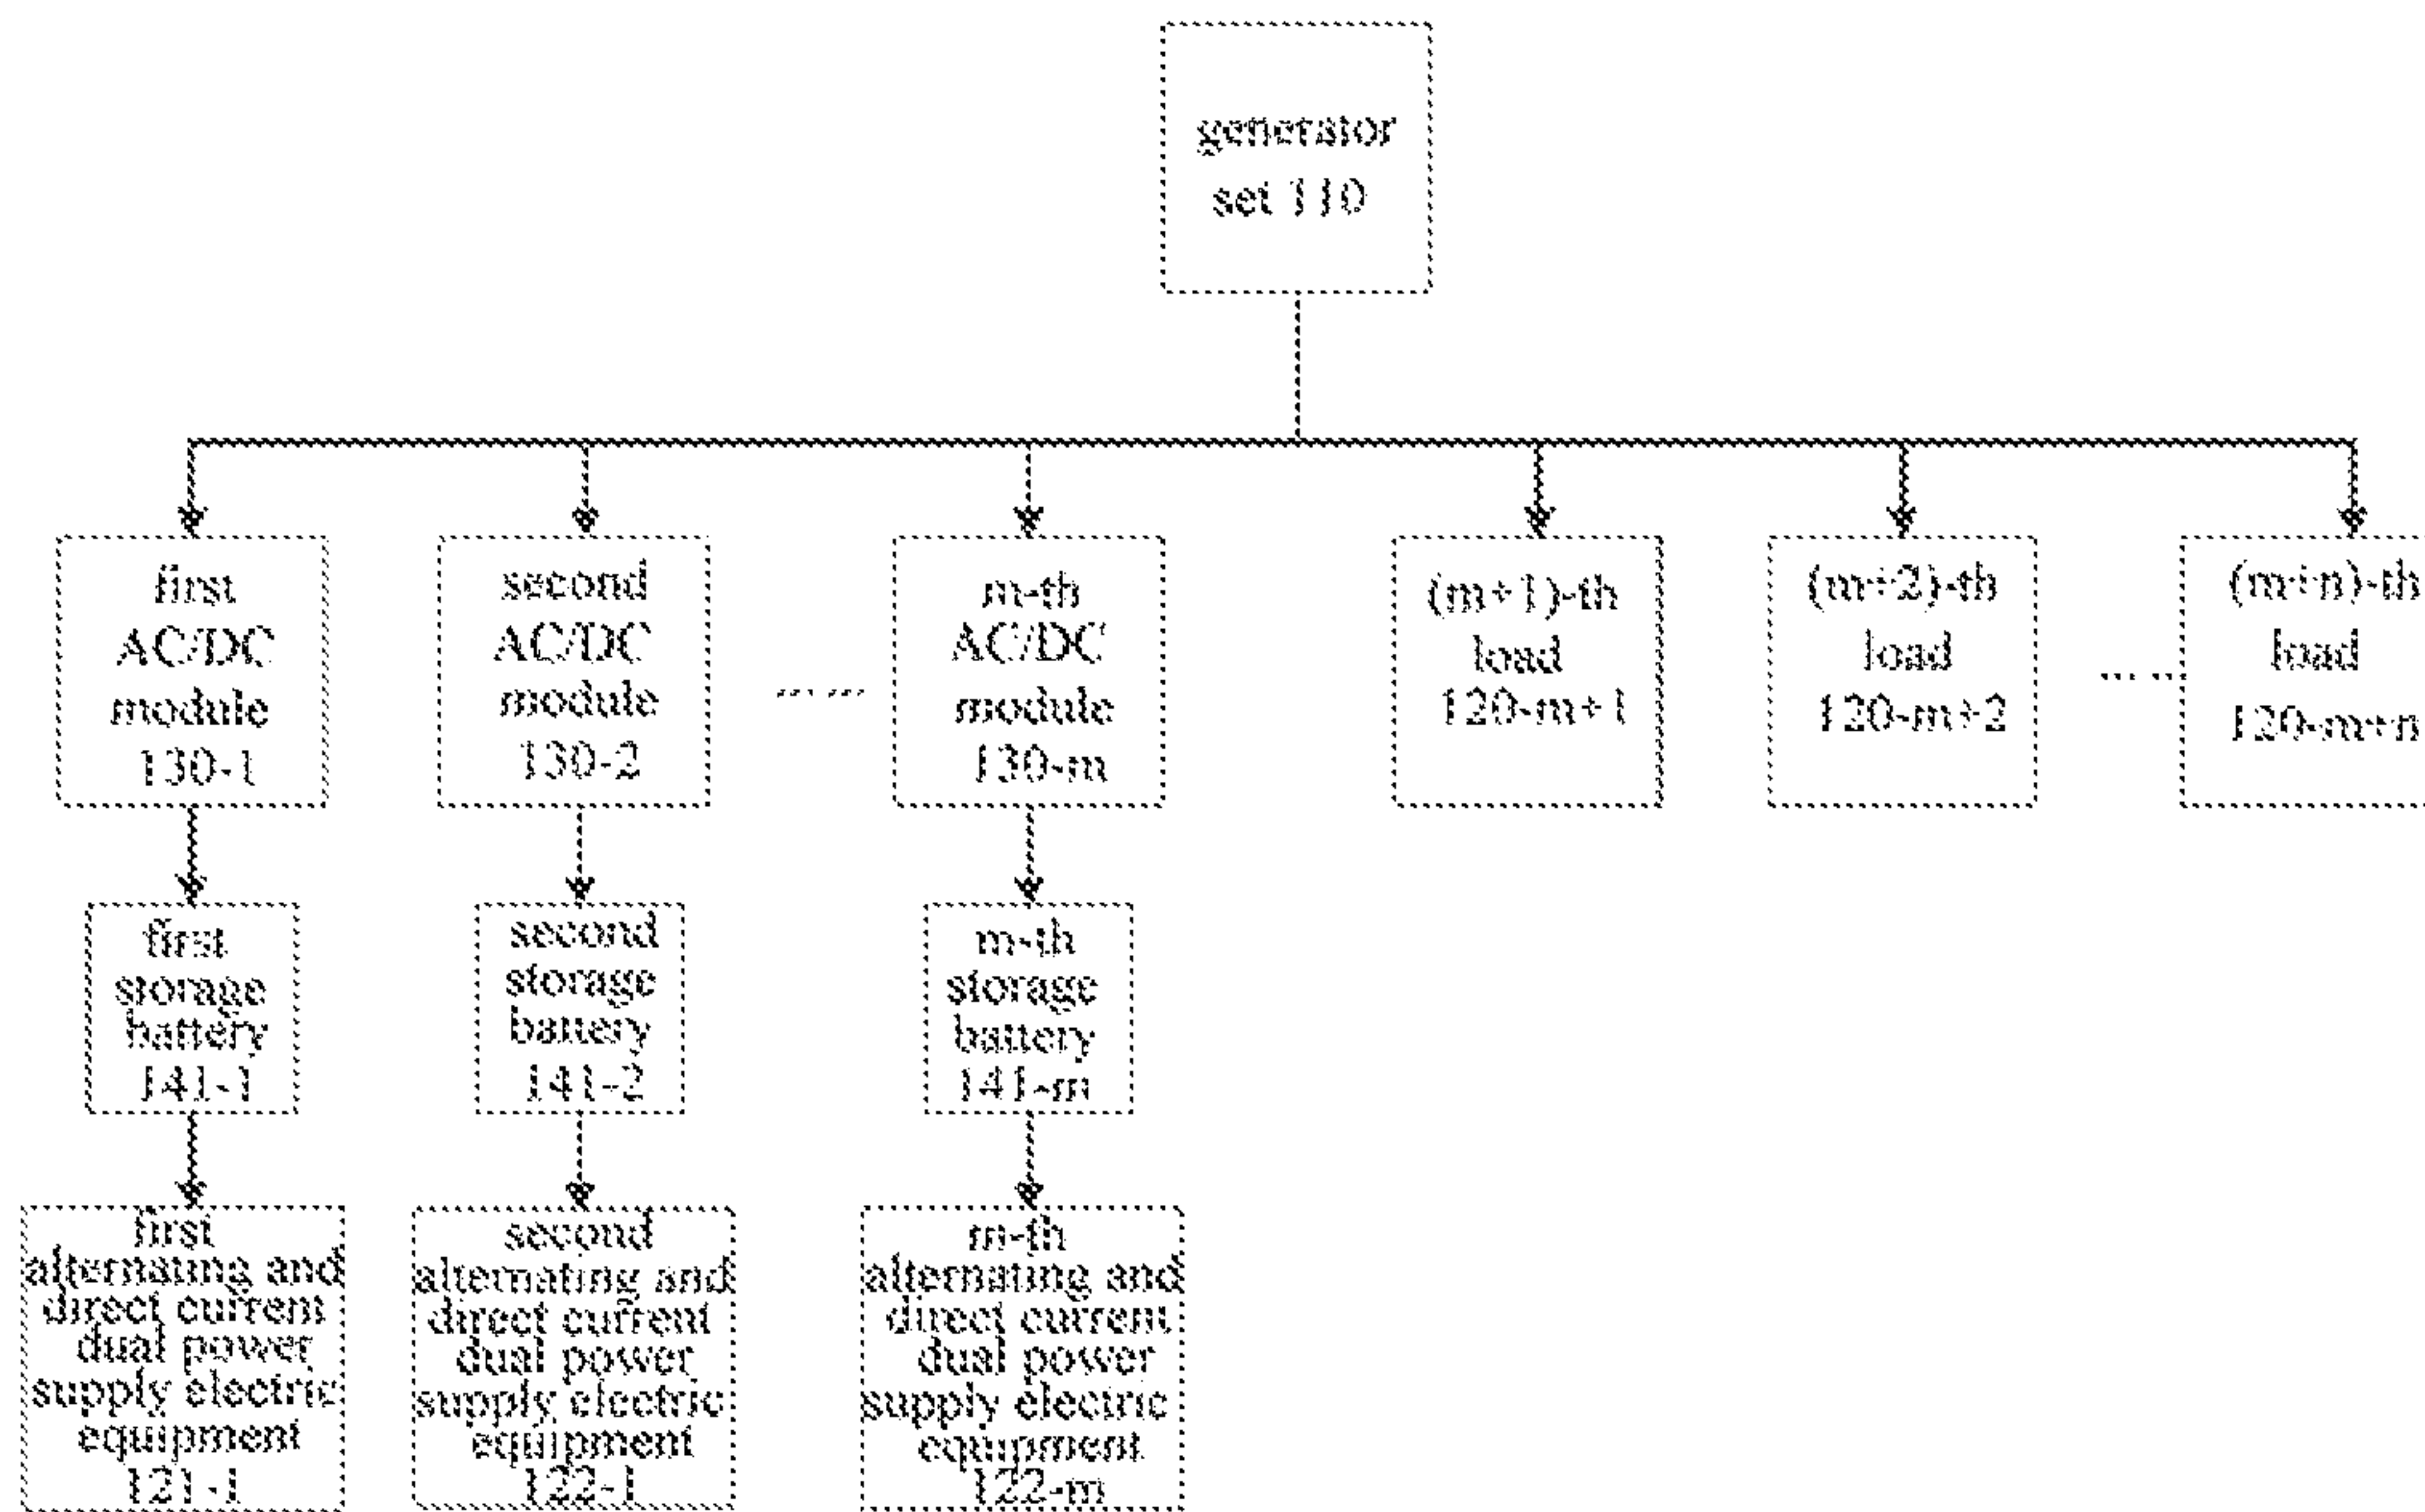 generator
set 110
first
AC/DC
module
130-1
second
AC/DC
module
130-2
m-th
AC/DC
module
130-m
(m+1)-th
load
120-m+1
(m+2)-th
load
120-m+2
(m+n)-th
load
120-m+n
first
storage
battery
141-1
second
storage
battery
141-2
m-th
storage
battery
141-m
first
alternating and
direct current
dual power
supply electric
equipment
121-1
second
alternating and
direct current
dual power
supply electric
equipment
122-1
m-th
alternating and
direct current
dual power
supply electric
equipment
122-m